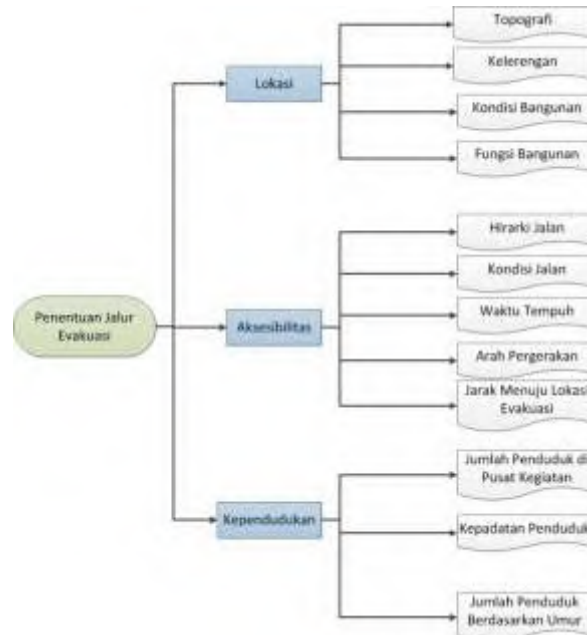 Topografi
Kelerengan
Lokasi
Kondisi Bangunan
Fungsi Bangunan
Hirarki Jalan
Kondisi Jalan
Penentuan Jalur
Evakuasi
Aksesibilitas
Waktu Tempuh
Arah Pergerakan
Jarak Menuju Lokasi
Evakuasi
Jumlah Penduduk di
Pusat Kegiatan
Kependudukan
Kepadatan Penduduk
Jumlah Penduduk
Berdasarkan Umur